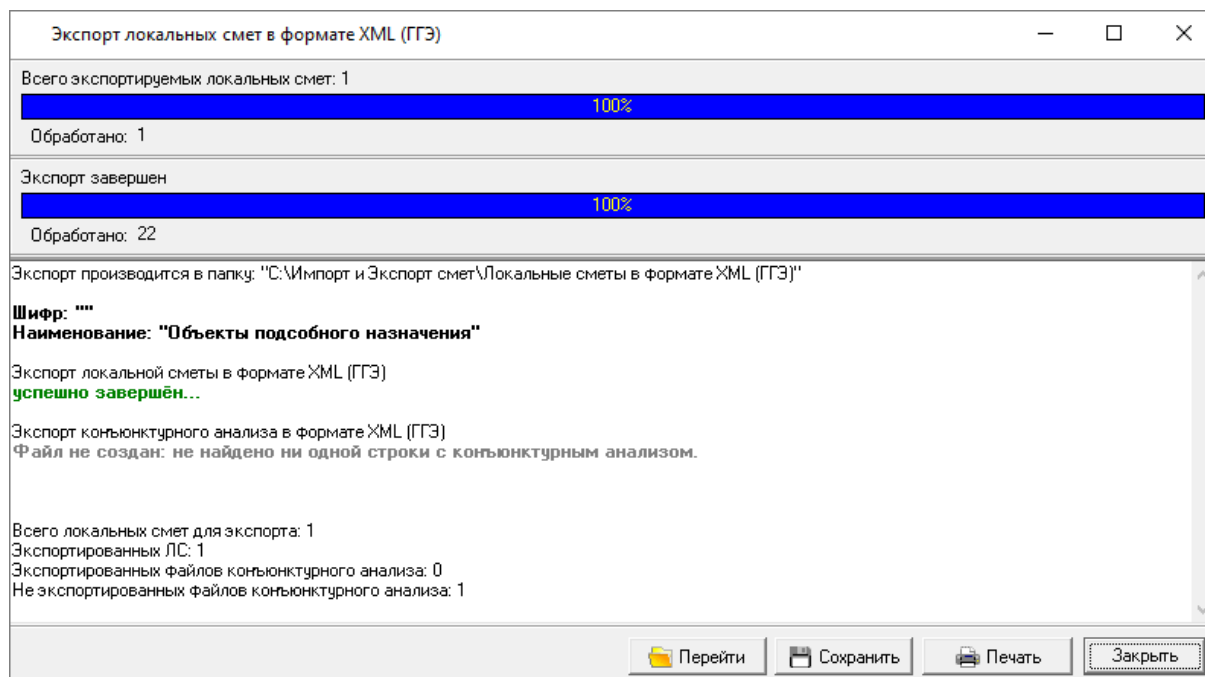 Экспорт локальных смет в формате XML (ГГЭ)
Всего экспортируемых локальных смет: 1
100%
Обработано: 1
Экспорт завершен
100%
Обработано: 22
Экспорт производится в папку: "C:\Импорт и Экспорт смет\Локальные сметы в формате XML (ГГЭ)"
Шифр: ""
Наименование: "Объекты подсобного назначения"
Экспорт локальной сметы в формате XML (ГГЭ)
успешно завершён...
Экспорт конъюнктурного анализа в формате XML (ГГЭ)
Файл не создан: не найдено ни одной строки с конъюнктурным анализом.
Всего локальных смет для экспорта: 1
Экспортированных ЛС: 1
Экспортированных файлов конъюнктурного анализа: 0
Не экспортированных файлов конъюнктурного анализа: 1
Перейти Сохранить Печать Закрыть